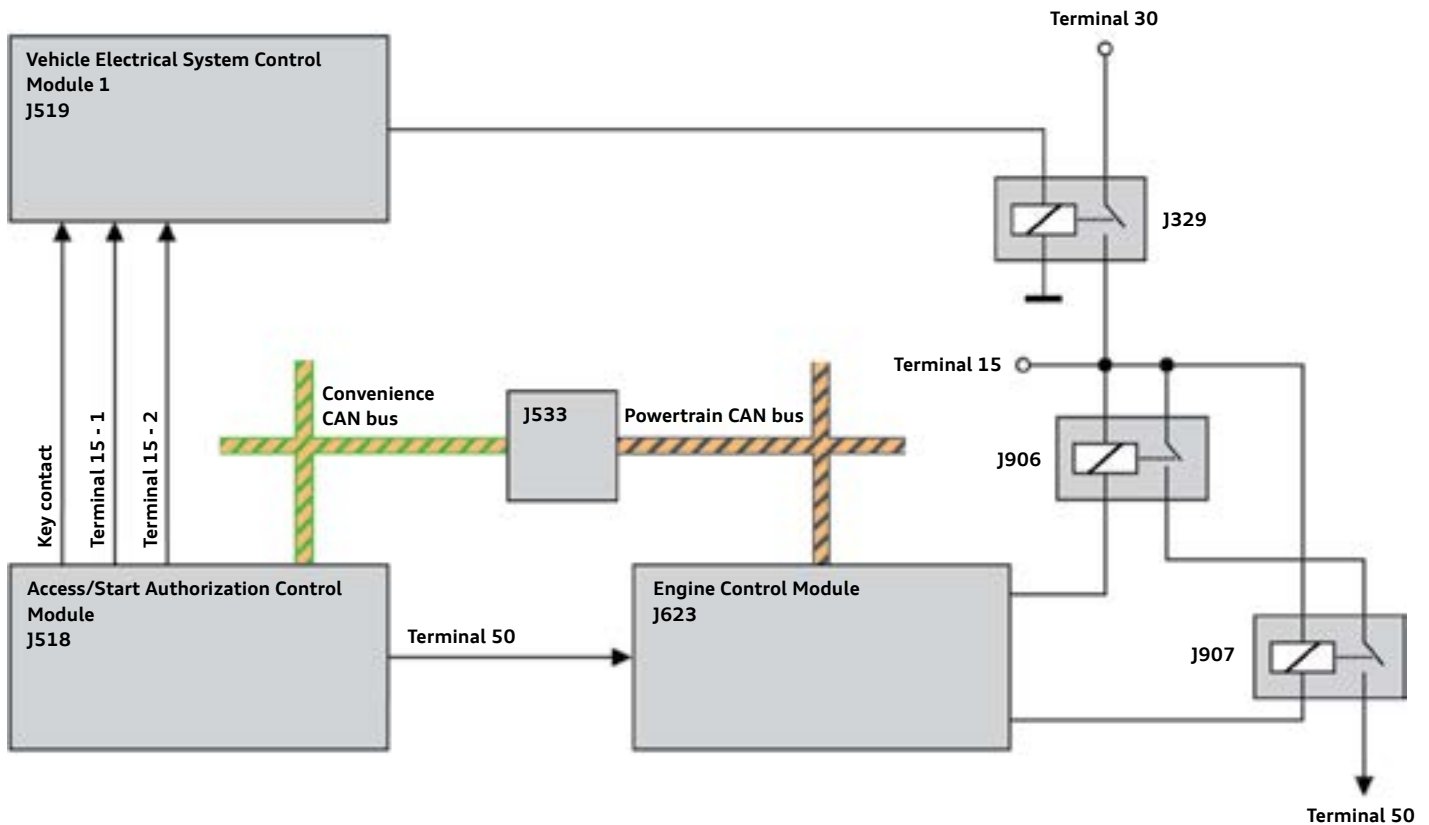 Terminal 30
Vehicle Electrical System Control
Module 1
J519
J329
Key contact
Terminal 15 - 1
Terminal 15 - 2
Convenience
CAN bus
J533
Powertrain CAN bus
Terminal 15
J906
Access/Start Authorization Control
Module
J518
Terminal 50
Engine Control Module
J623
J907
Terminal 50